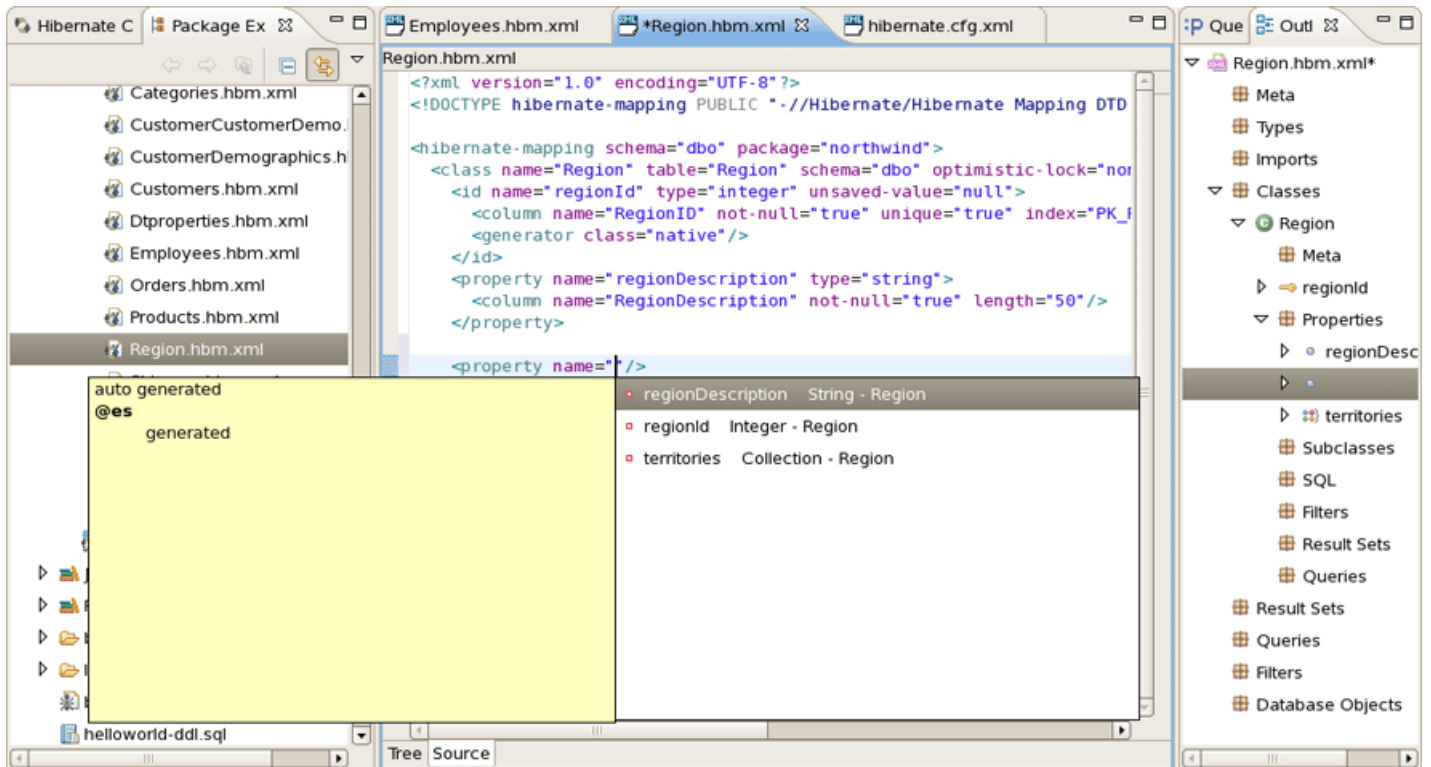 Hibernate C
Package Ex
Employees.hbm.xml
*Region.hbm.xml
hibernate.cfg.xml
Que
Outl
Categories.hbm.xml
CustomerCustomerDemo.
CustomerDemographics.h
Customers.hbm.xml
Dtproperties.hbm.xml
Employees.hbm.xml
Orders.hbm.xml
Products.hbm.xml
Region.hbm.xml
helloworld-ddl.sql
Region.hbm.xml
<?xml version="1.0" encoding="UTF-8"?>
<!DOCTYPE hibernate-mapping PUBLIC "-//Hibernate/Hibernate Mapping DTD
<hibernate-mapping schema="dbo" package="northwind">
<class name="Region" table="Region" schema="dbo" optimistic-lock="nor
<id name="regionId" type="integer" unsaved-value="null">
<column name="RegionID" not-null="true" unique="true" index="PK_
<generator class="native"/>
</id>
<property name="regionDescription" type="string">
<column name="RegionDescription" not-null="true" length="50"/>
</property>
<property name=""/>
auto generated
@es
generated
regionDescription String - Region
regionId Integer - Region
territories Collection - Region
Tree Source
Region.hbm.xml*
Meta
Types
Imports
Classes
Region
Meta
regionId
Properties
regionDesc
territories
Subclasses
SQL
Filters
Result Sets
Queries
Result Sets
Queries
Filters
Database Objects